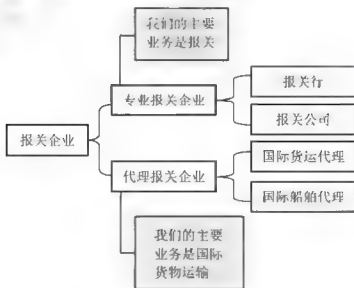 我们的主要
业务是报关
专业报关企业
报关行
报关公司
报关企业
代理报关企业
国际货运代理
国际船舶代理
我们的主要
业务是国际
货物运输